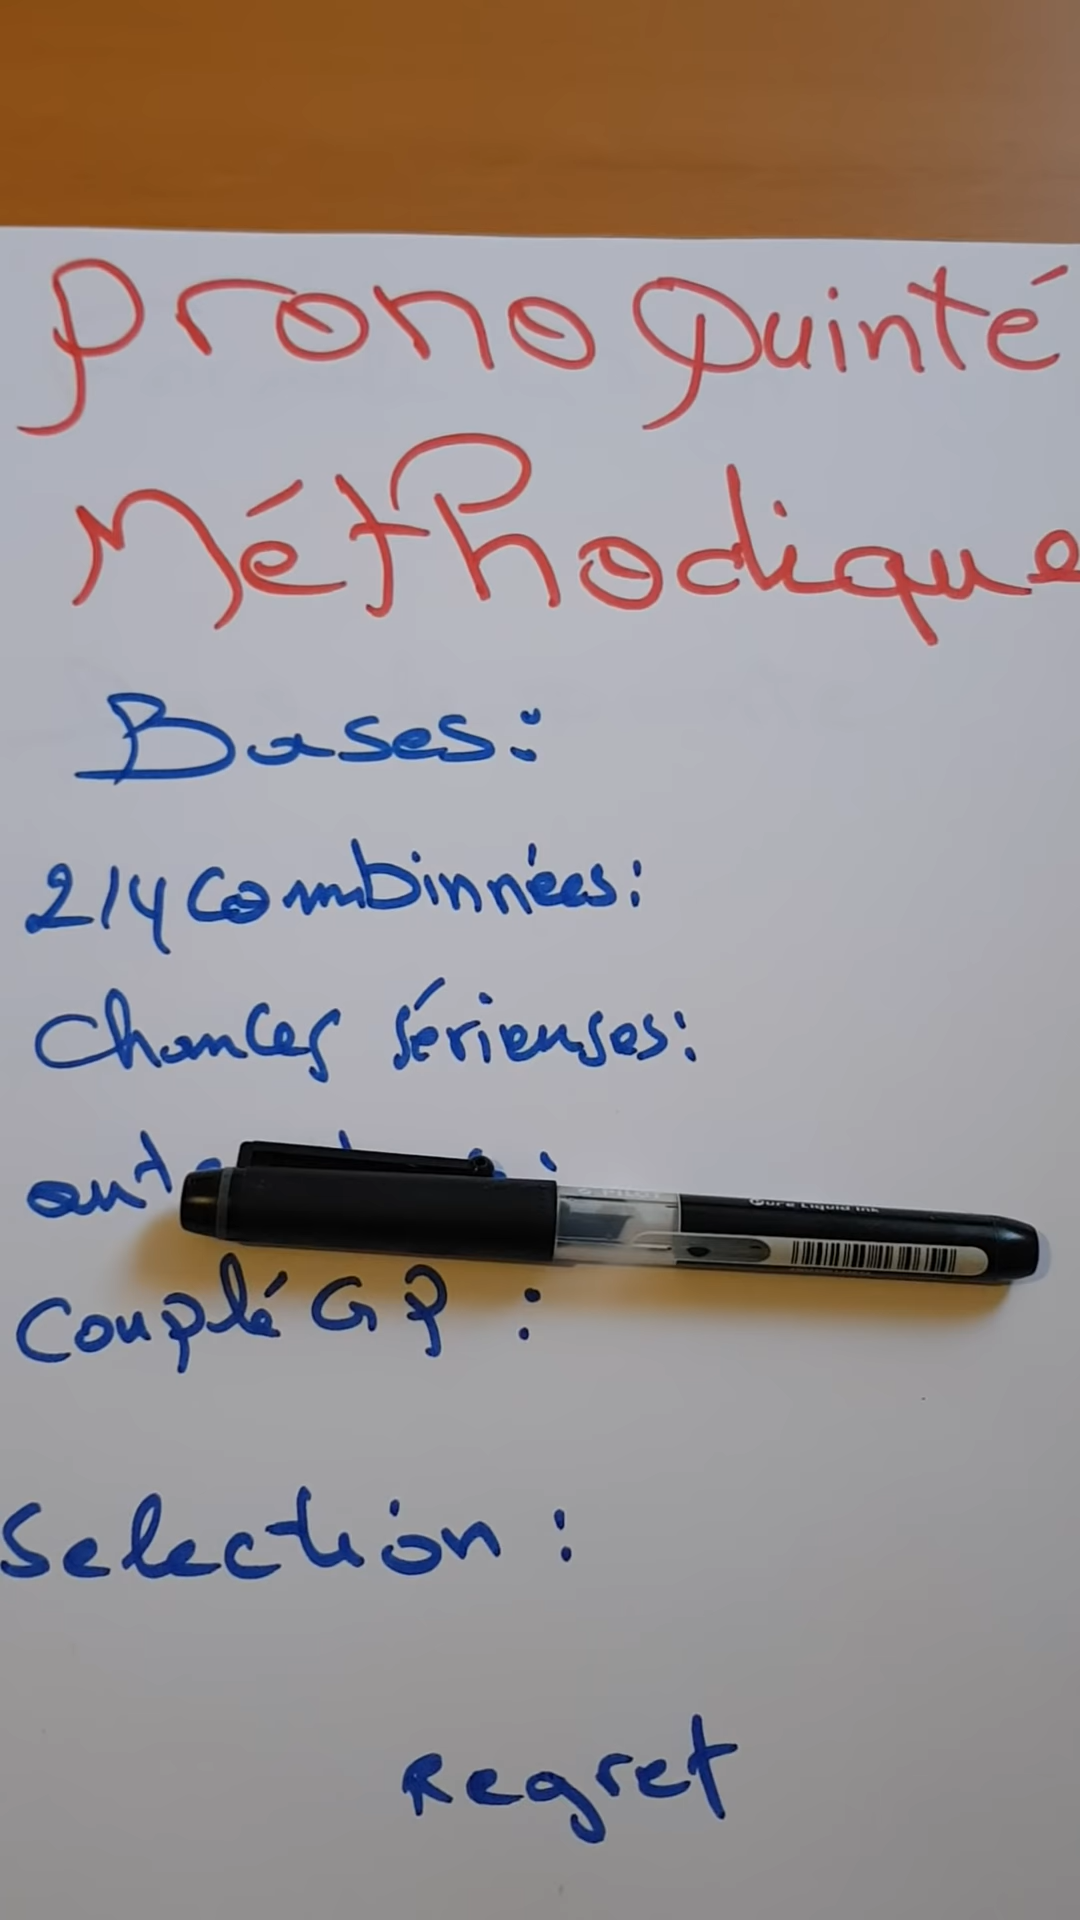 Prono Quinté
Méthodique
Bases:
2/4 Combinnées:
Chances sérieuses:
Couplé G P :
Selection :
Regret